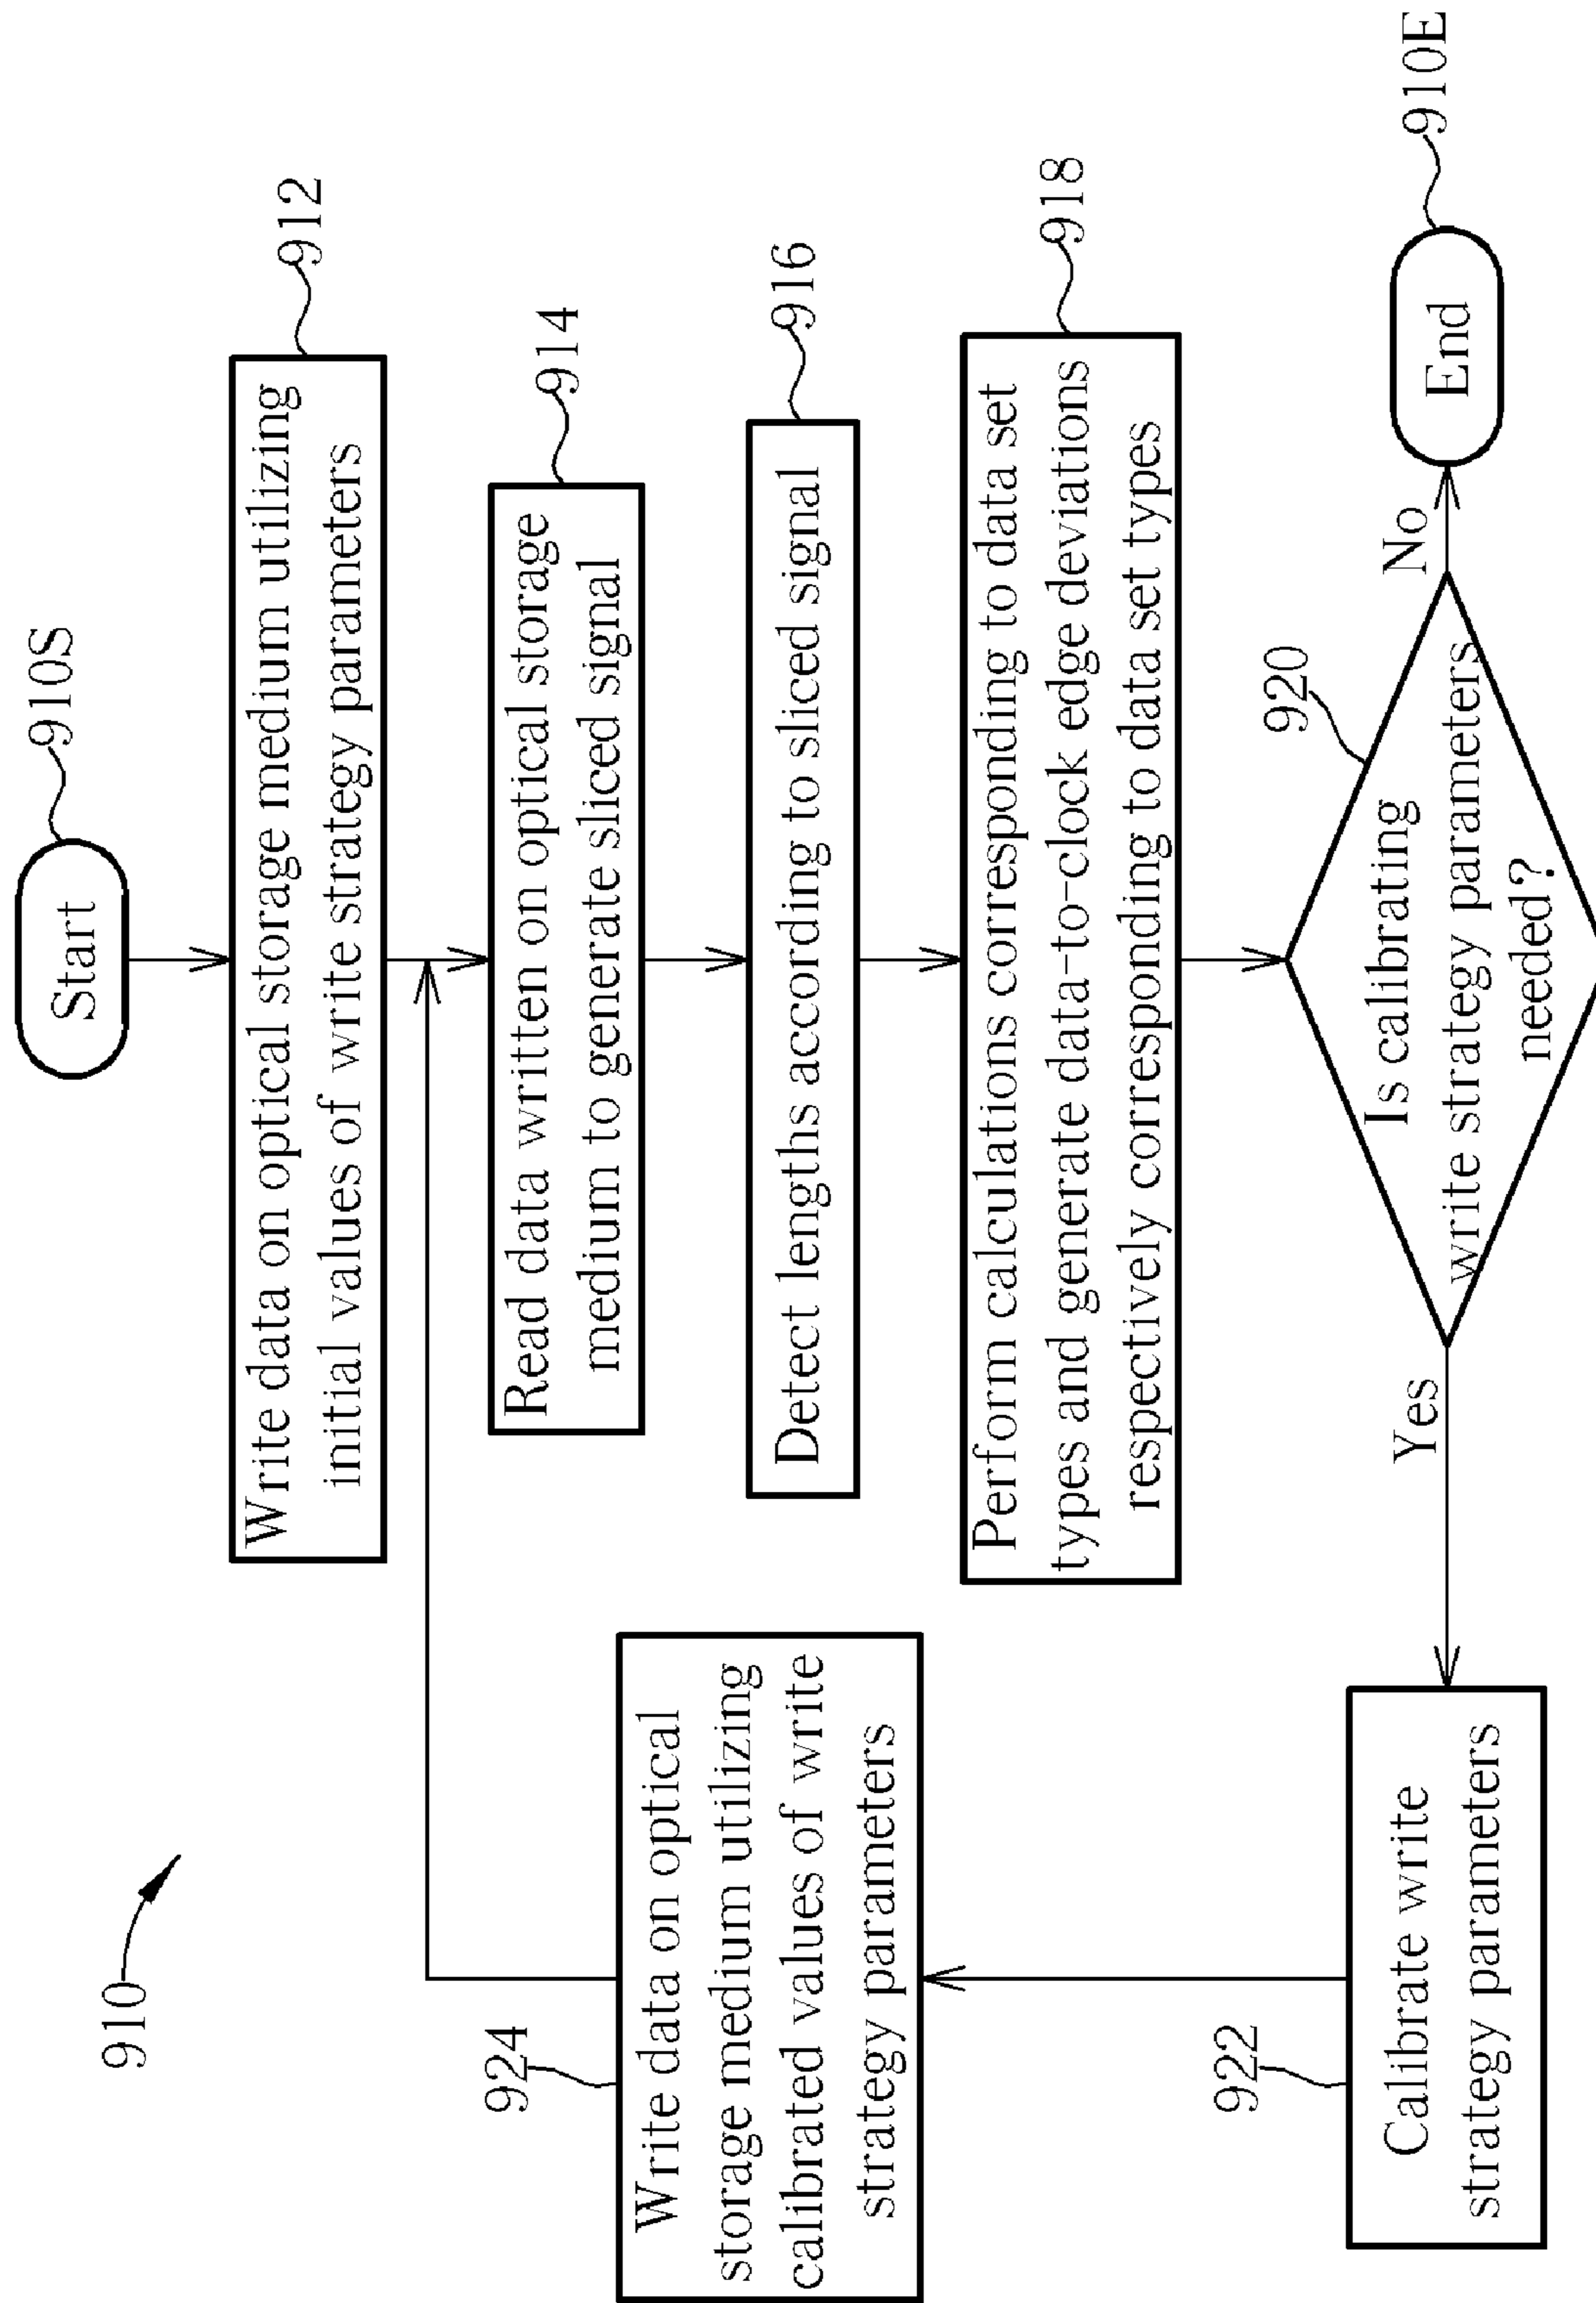 910
Start
910S
Write data on optical storage medium utilizing
initial values of write strategy parameters
912
Read data written on optical storage
medium to generate sliced signal
914
Detect lengths according to sliced signal
916
Perform calculations corresponding to data set
types and generate data-to-clock edge deviations
respectively corresponding to data set types
918
Is calibrating
write strategy parameters
needed?
920
No
End
910E
Yes
Calibrate write
strategy parameters
922
Write data on optical
storage medium utilizing
calibrated values of write
strategy parameters
924